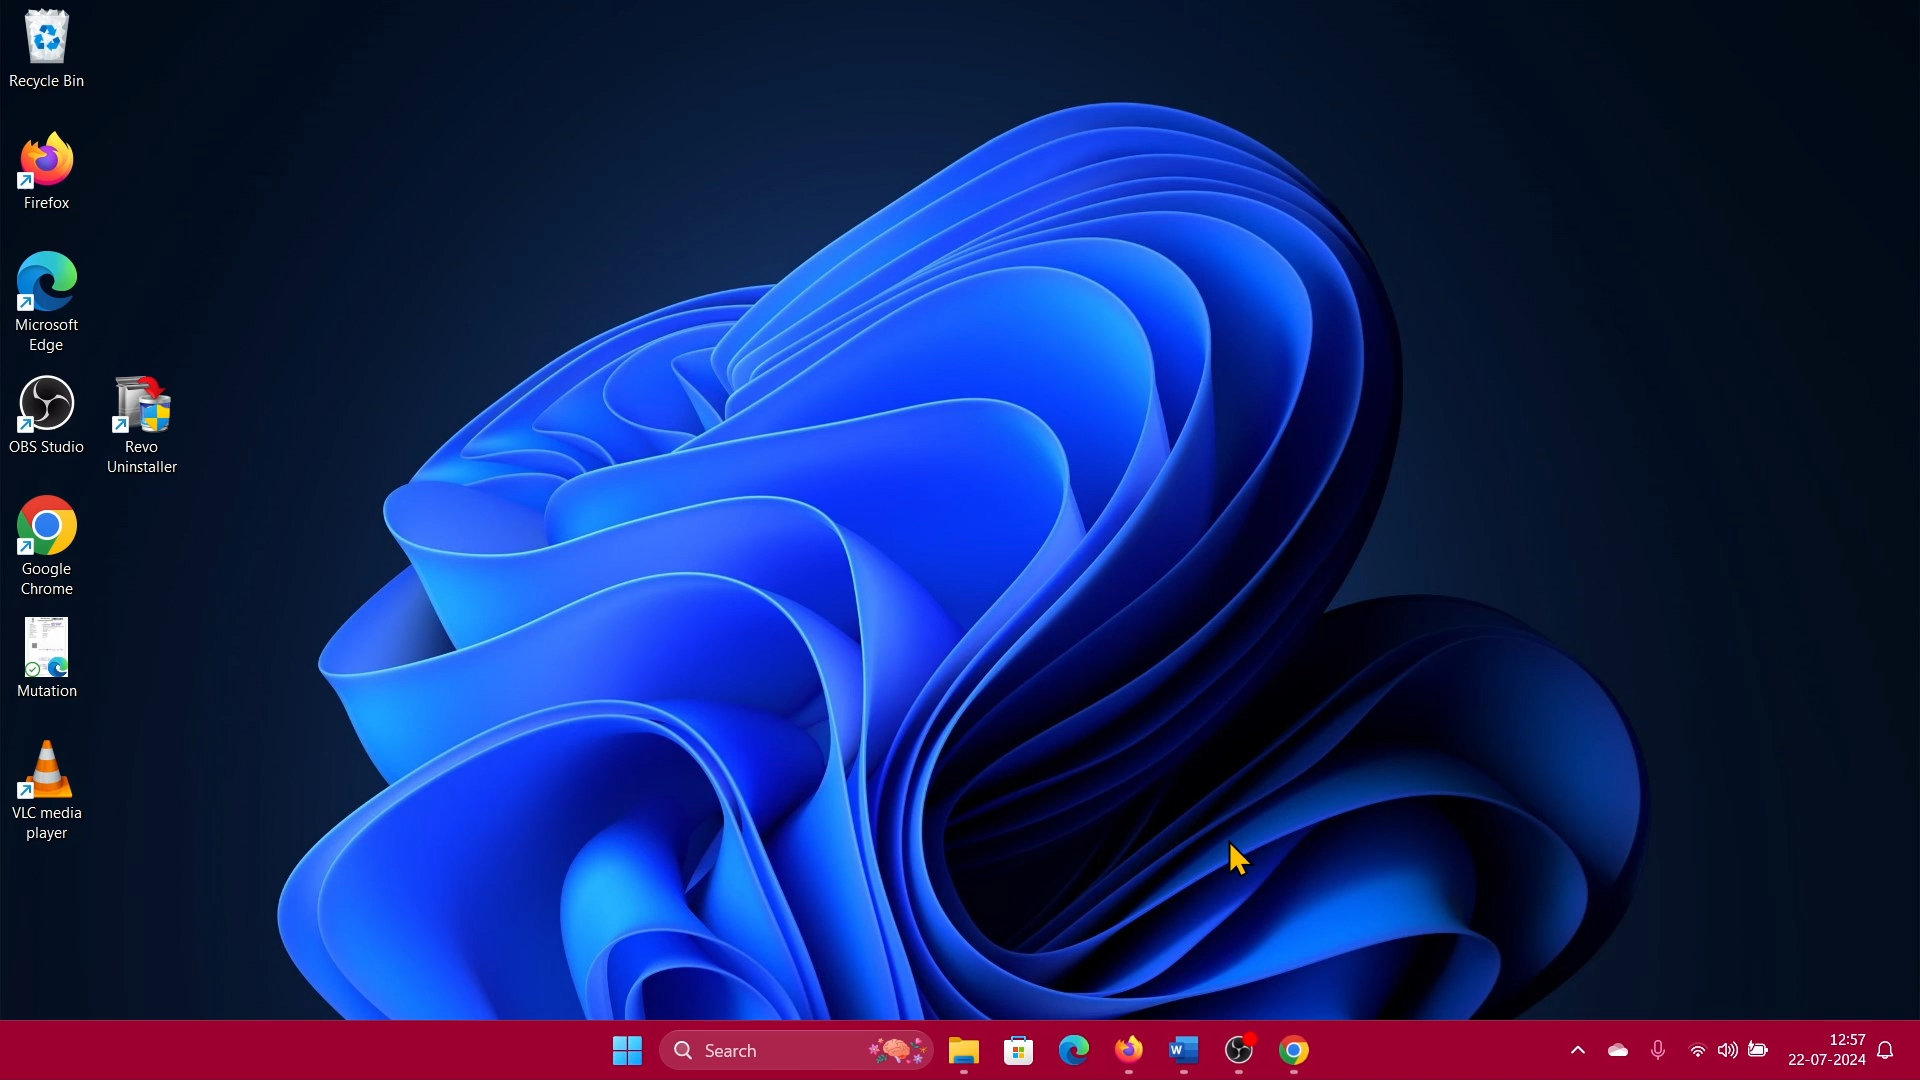 Recycle Bin
Firefox
Microsoft
Edge
OBS Studio
Revo
Uninstaller
Google
Chrome
Mutation
VLC media
player
Search
W
12:57
22-07-2024